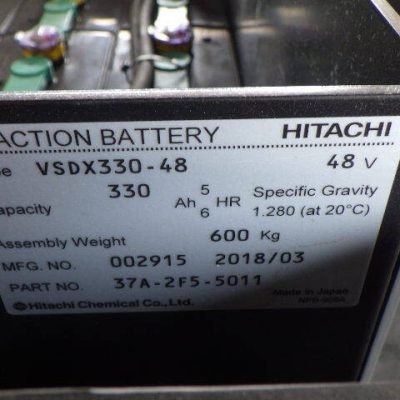 ACTION BATTERY HITACHI
e VSDX330-48 48 V
apacity 330 Ah 5 6 HR Specific Gravity
1.280 (at 20°C)
Assembly Weight 600 Kg
MFG. NO. 002915 2018/03
PART NO. 37A-2F5-5011
Hitachi Chemical Co., Ltd. Made in Japan